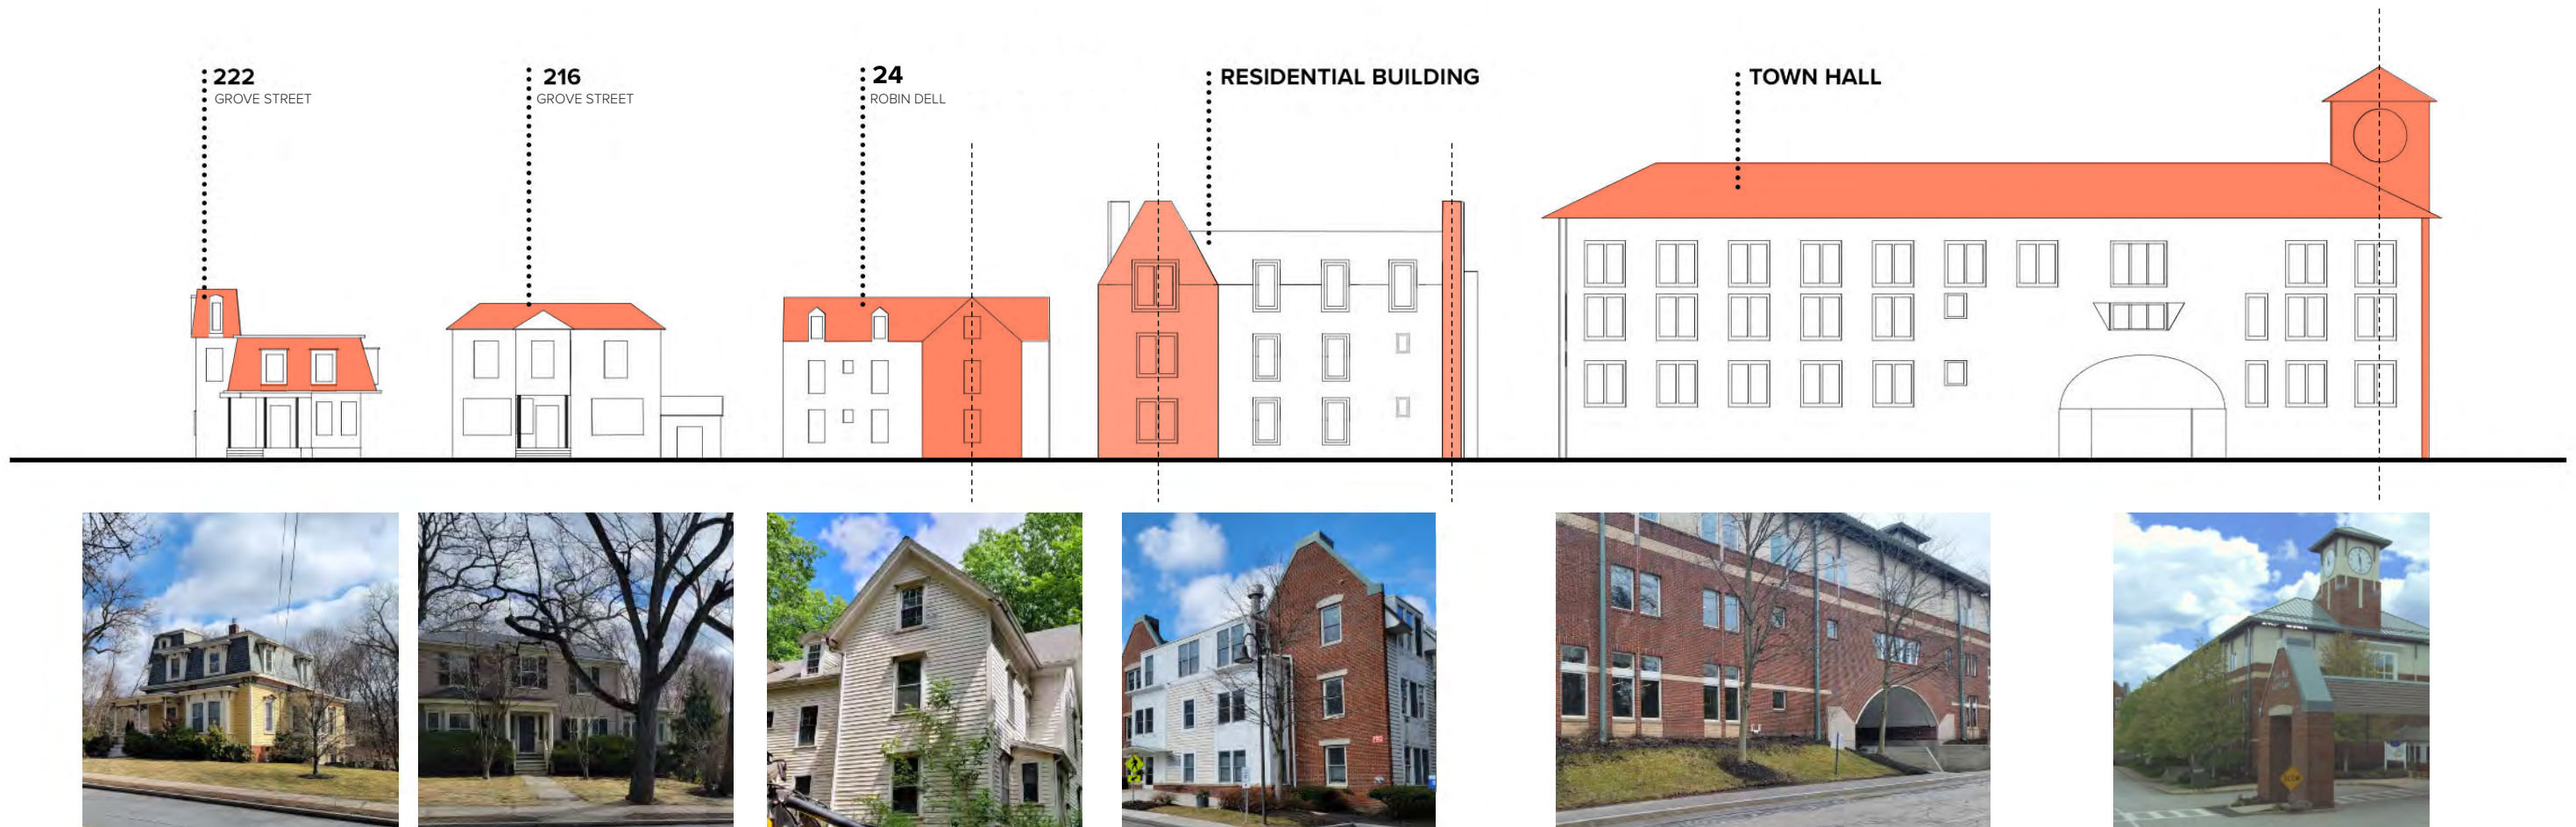 222
GROVE STREET
216
GROVE STREET
24
ROBIN DELL
RESIDENTIAL BUILDING
TOWN HALL